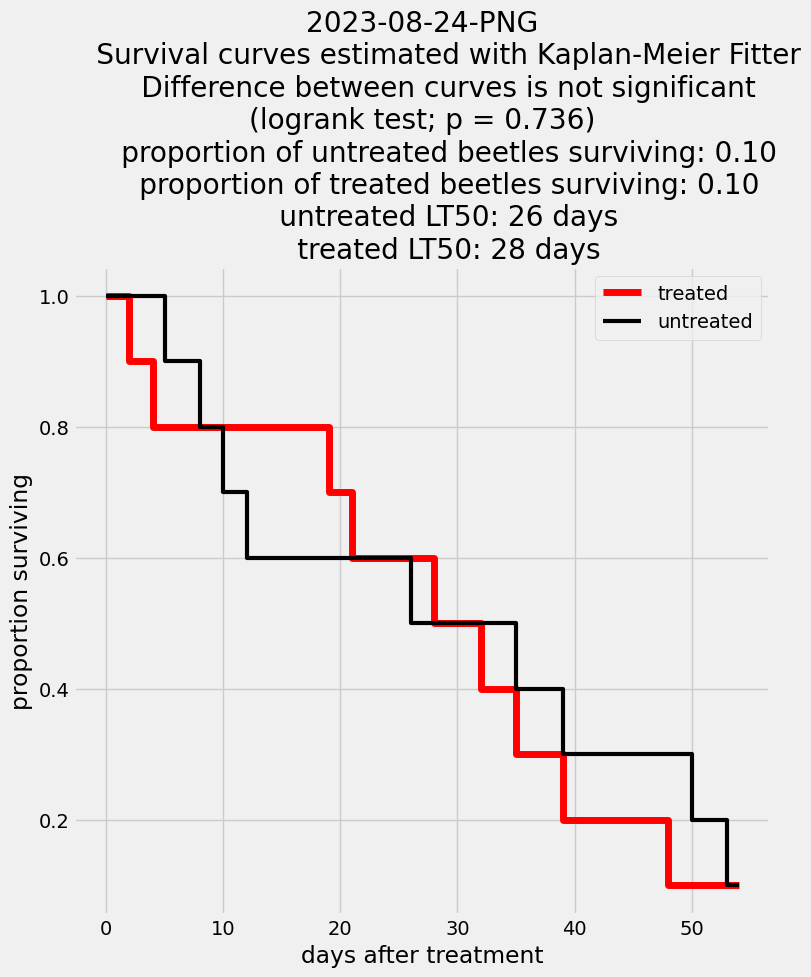 2023-08-24-PNG
Survival curves estimated with Kaplan-Meier Fitter
Difference between curves is not significant
(logrank test; p = 0.736)
proportion of untreated beetles surviving: 0.10
proportion of treated beetles surviving: 0.10
untreated LT50: 26 days
treated LT50: 28 days
treated
untreated
1.0
0.8
0.6
0.4
0.2
proportion surviving
0 10 20 30 40 50
days after treatment